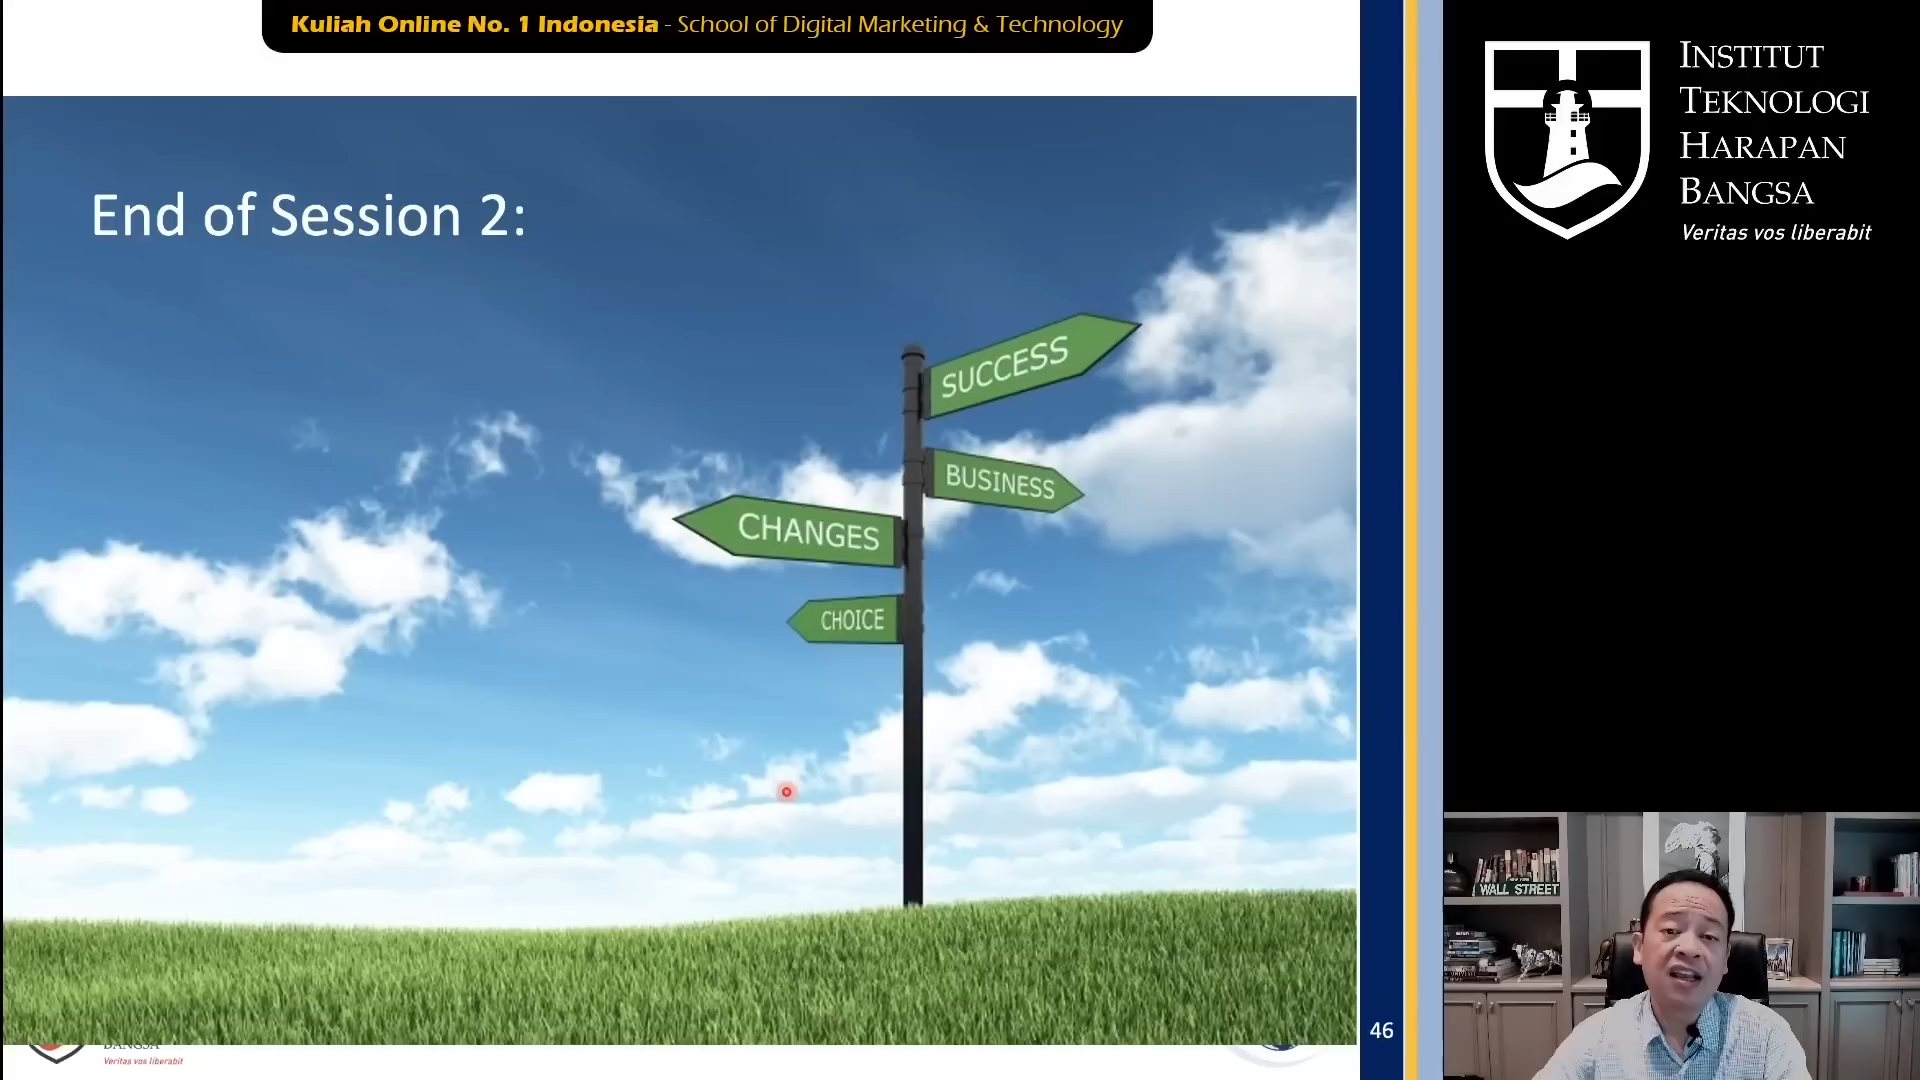 Kuliah Online No. 1 Indonesia - School of Digital Marketing & Technology
INSTITUT
TEKNOLOGI
HARAPAN
BANGSA
Veritas vos liberabit
End of Session 2:
SUCCESS
BUSINESS
CHANGES
CHOICE
WALL STREET
46
BANGSA
Veritas vos liberabit